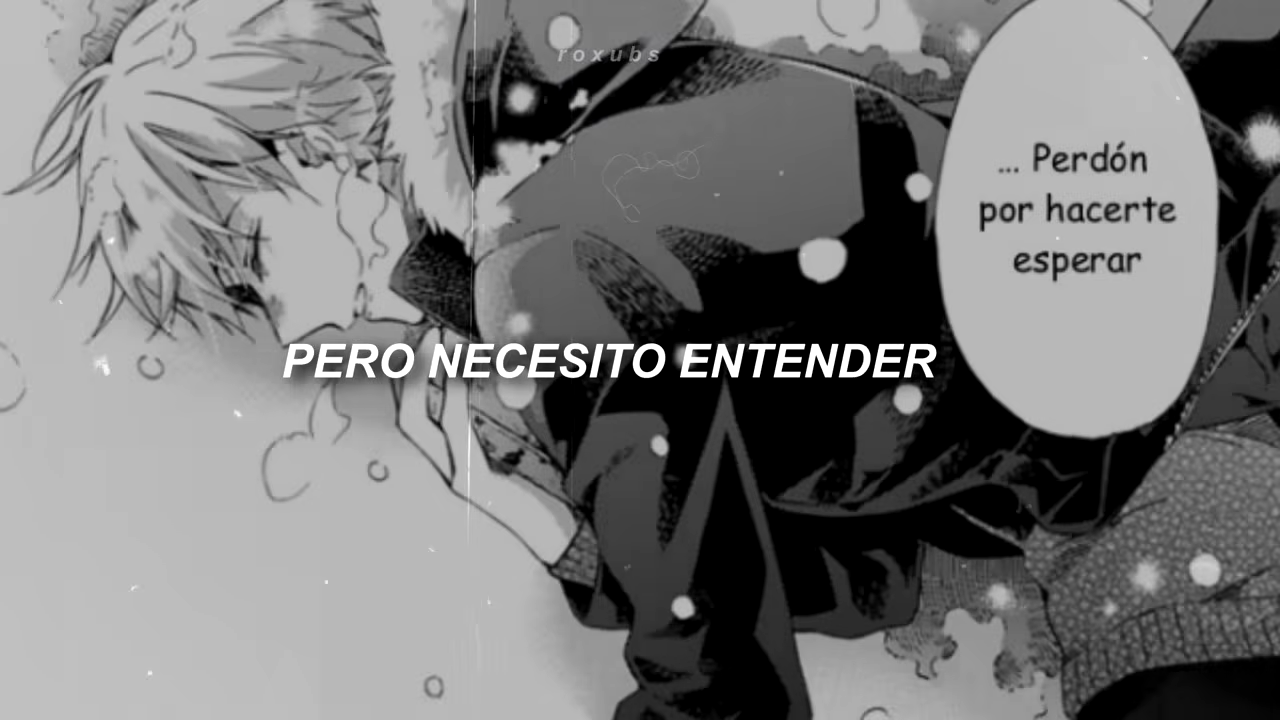 roxubs
... Perdón
por hacerte
esperar
PERO NECESITO ENTENDER